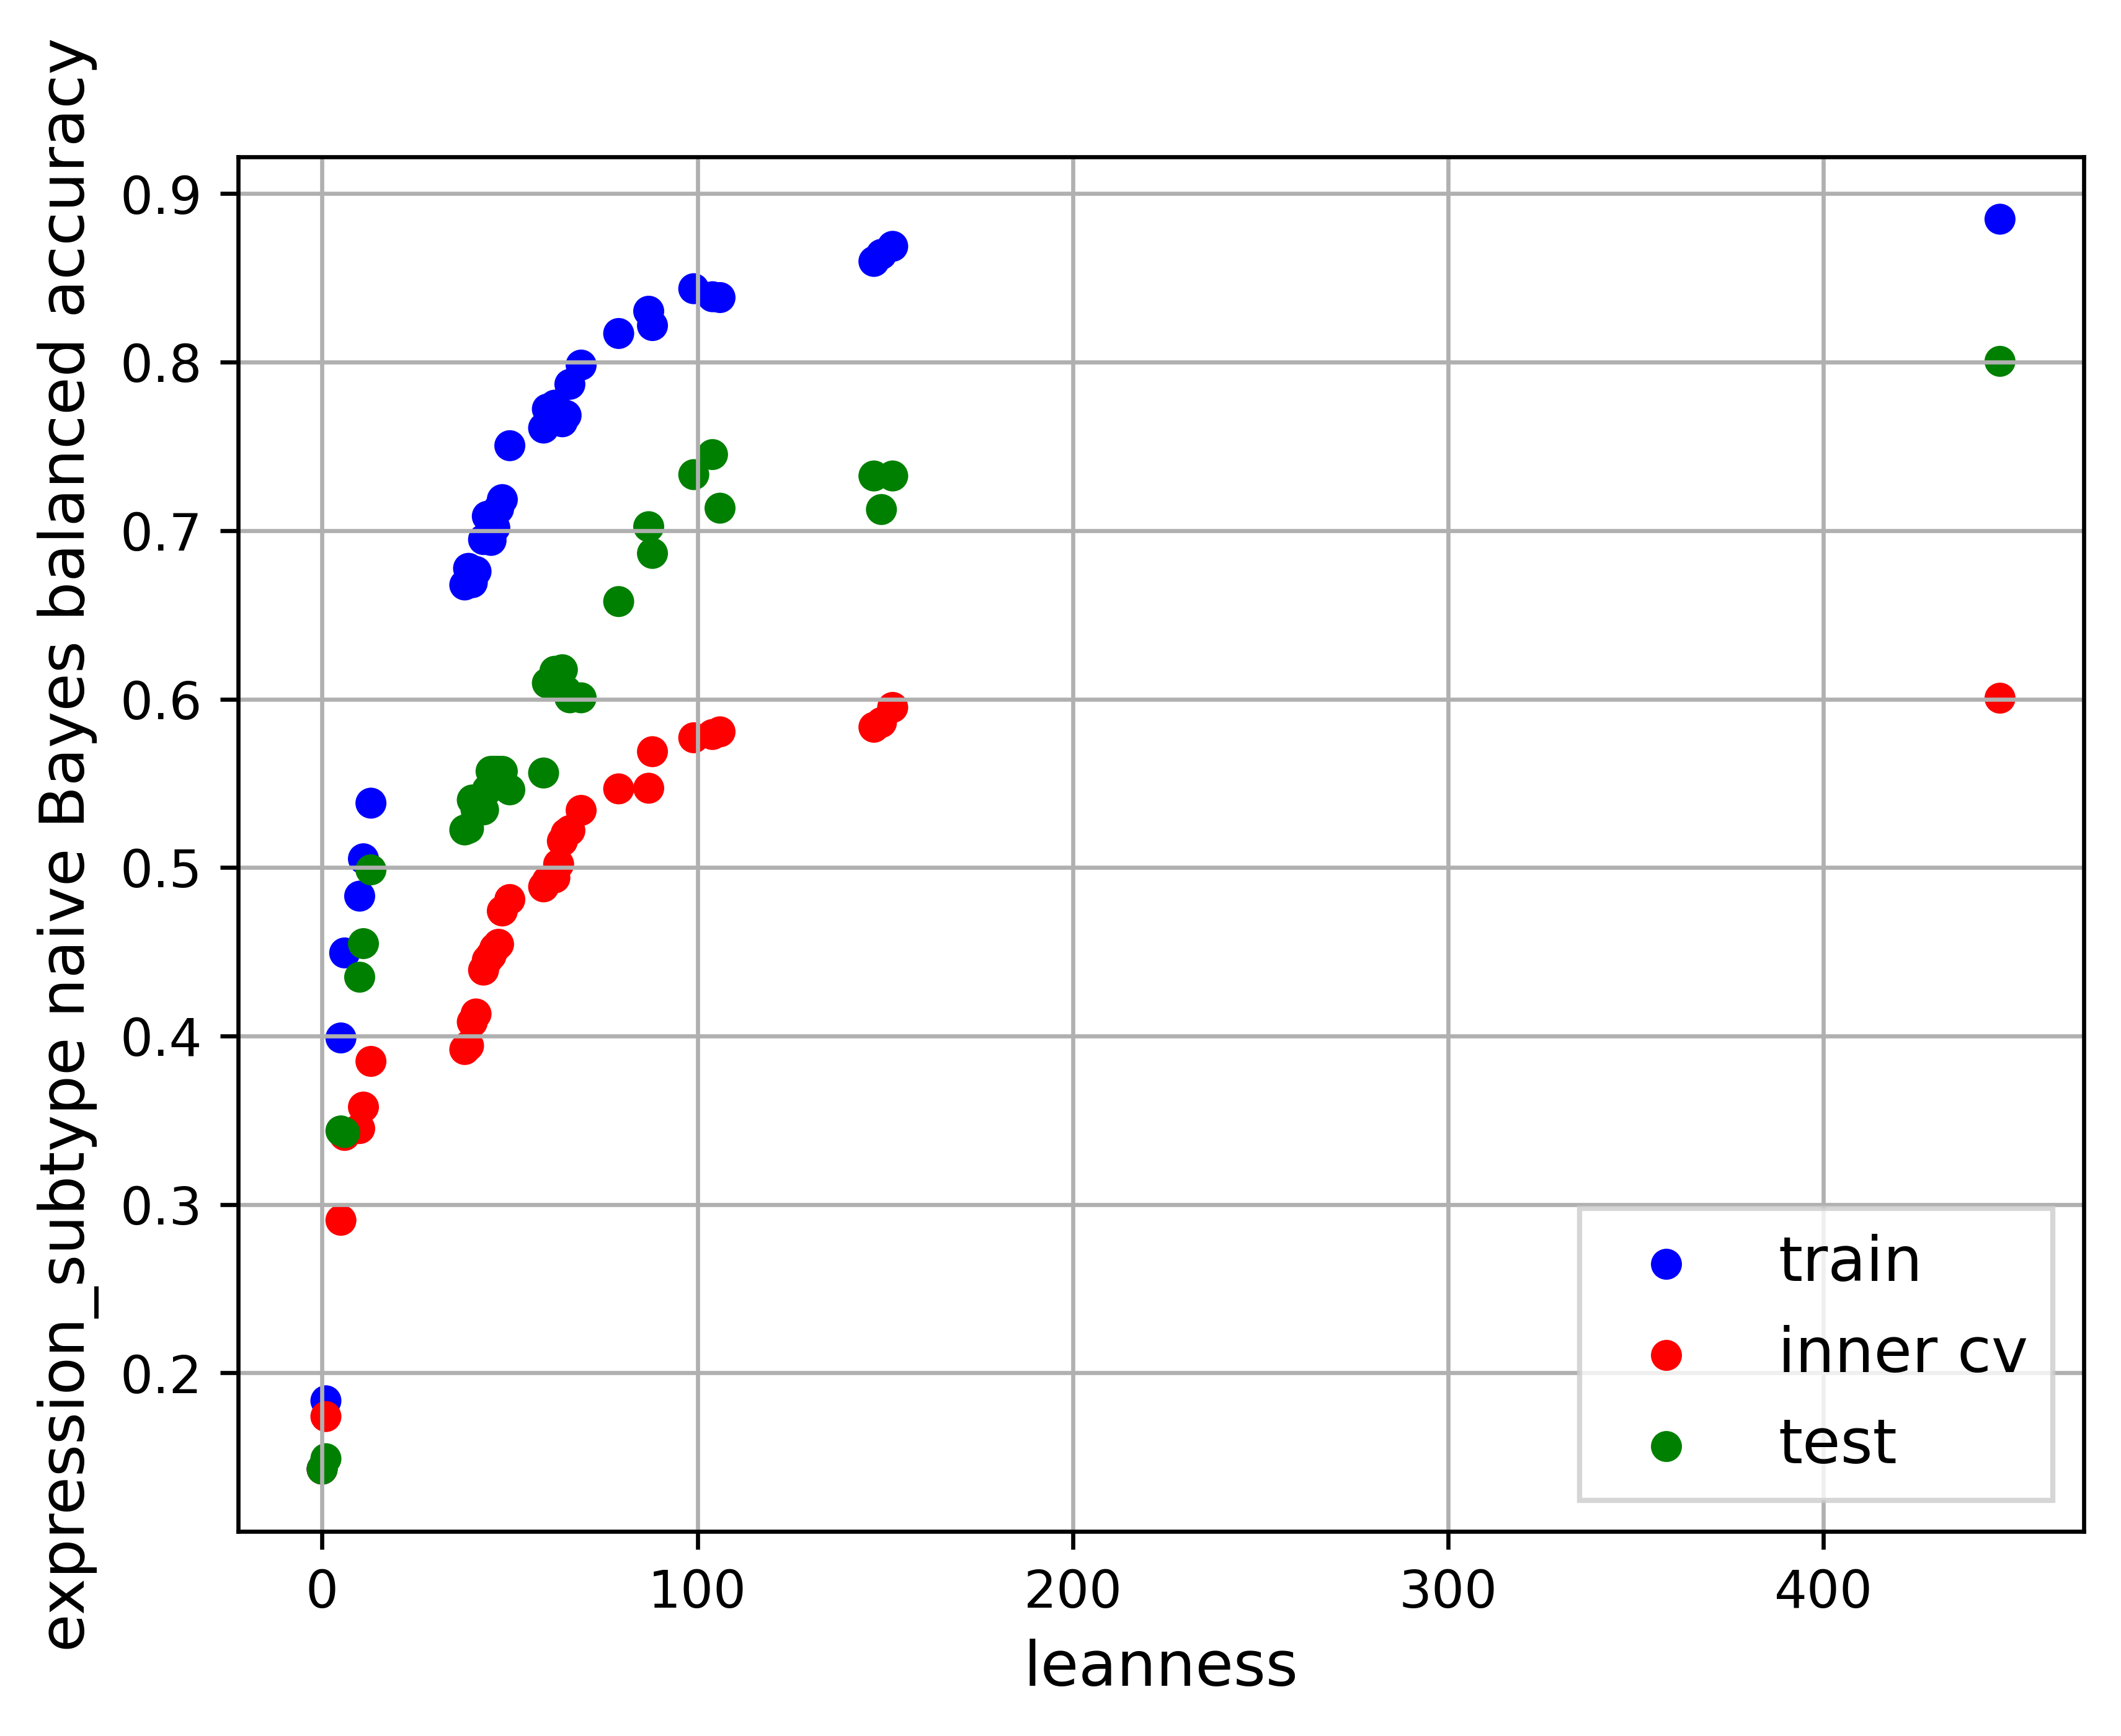 expression_subtype naive Bayes balanced accuracy
0.9
0.8
0.7
0.6
0.5
0.4
0.3
0.2
0 100 200 300 400
leanness
train
inner cv
test